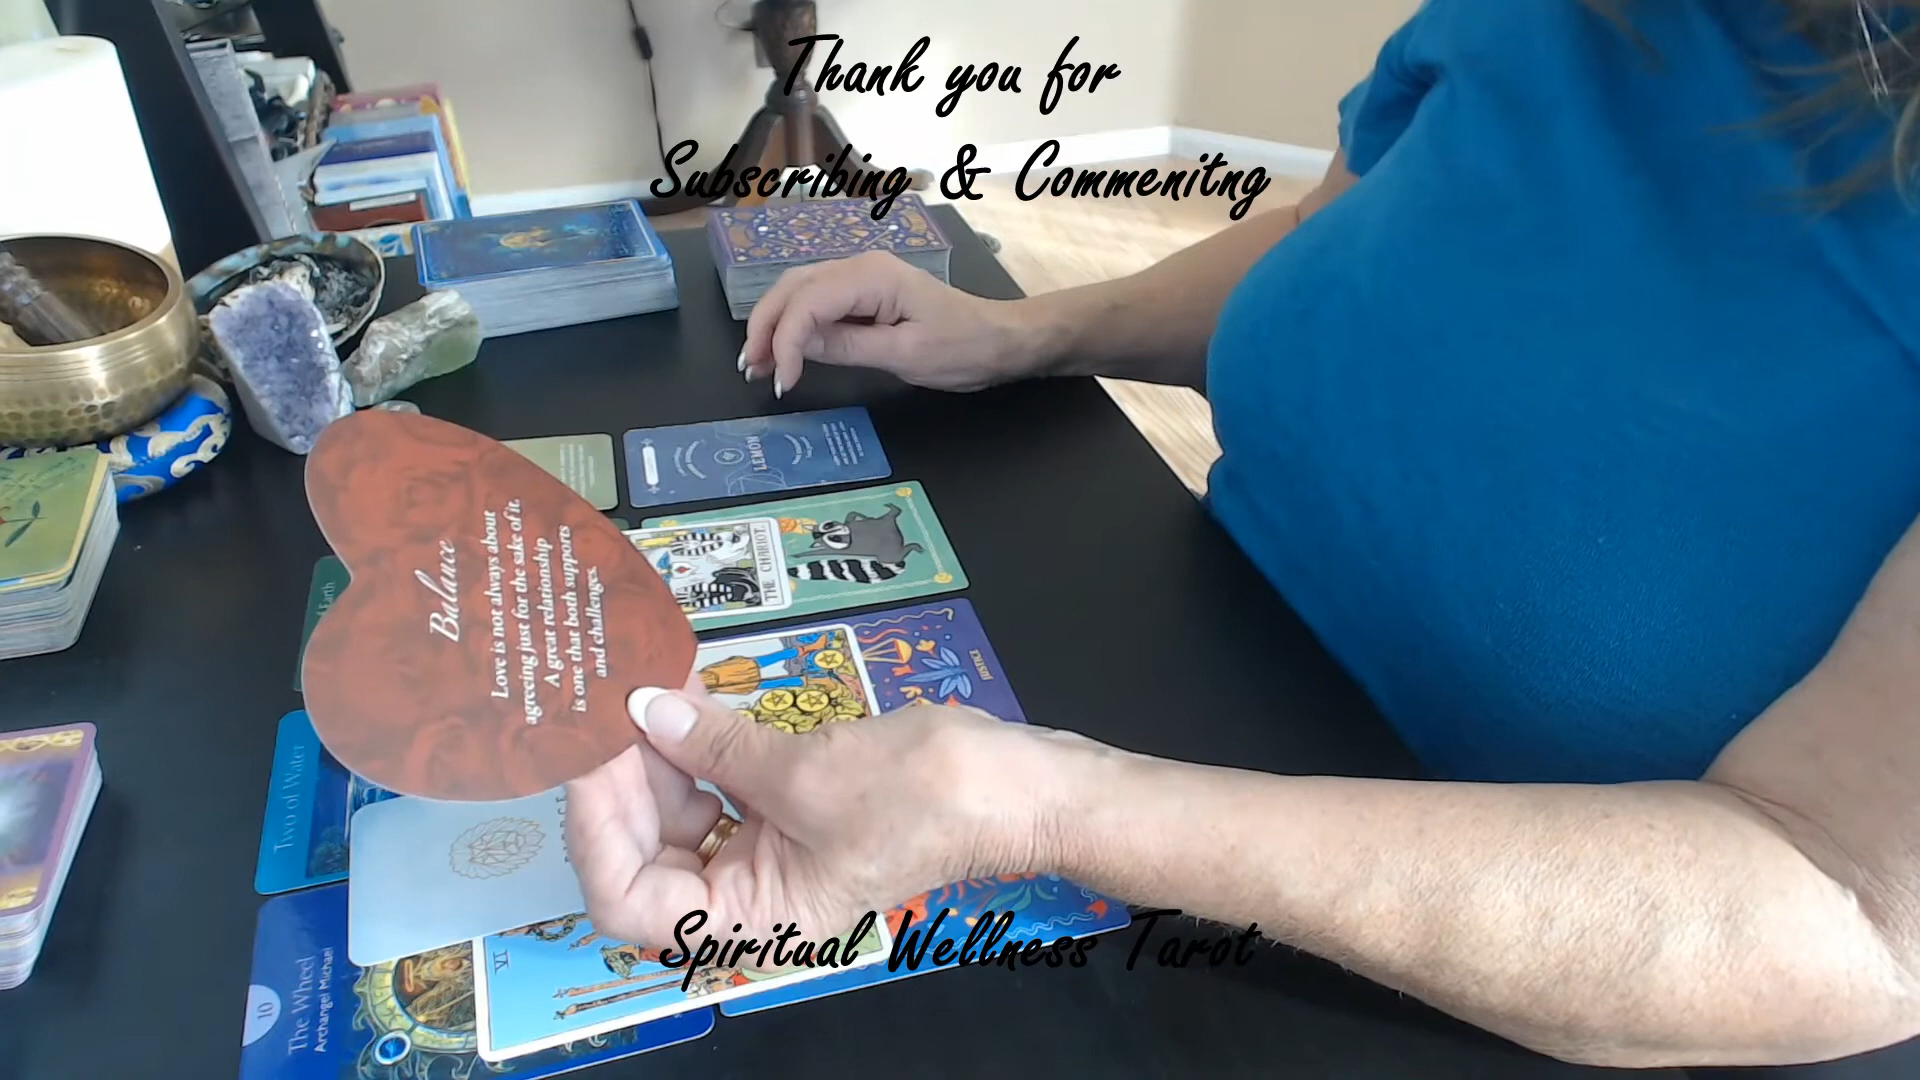 Thank you for
Subscribing & Commenitng
LEMON
THE CHARIOT.
JUSTICE
Balance
Love is not always about
agreeing just for the sake of it.
A great relationship
is one that both supports
and challenges.
Earth
Two of Water
10
The Wheel
Archangel Michael
VI
Spiritual Wellness Tarot